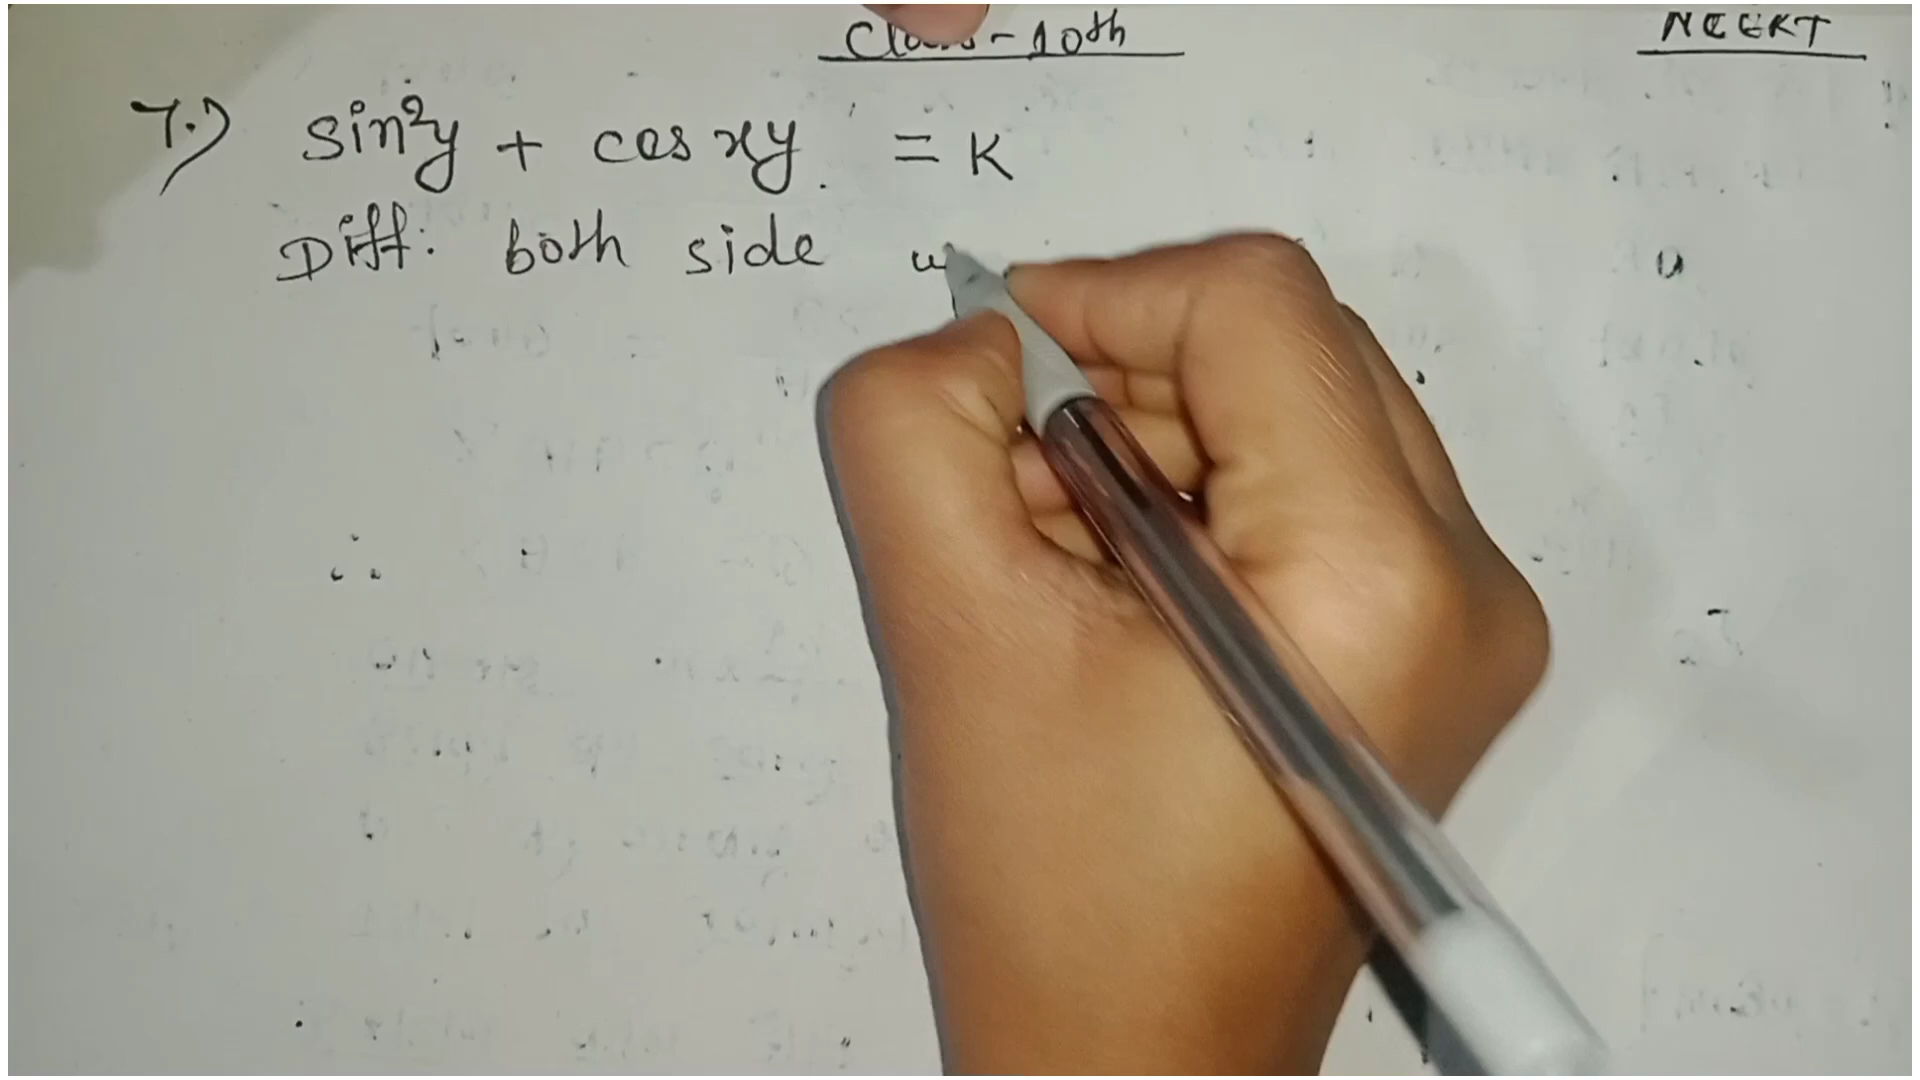 Class - 10th NCERT
7.) sin²y + cos xy = K
Diff: both side w
∴